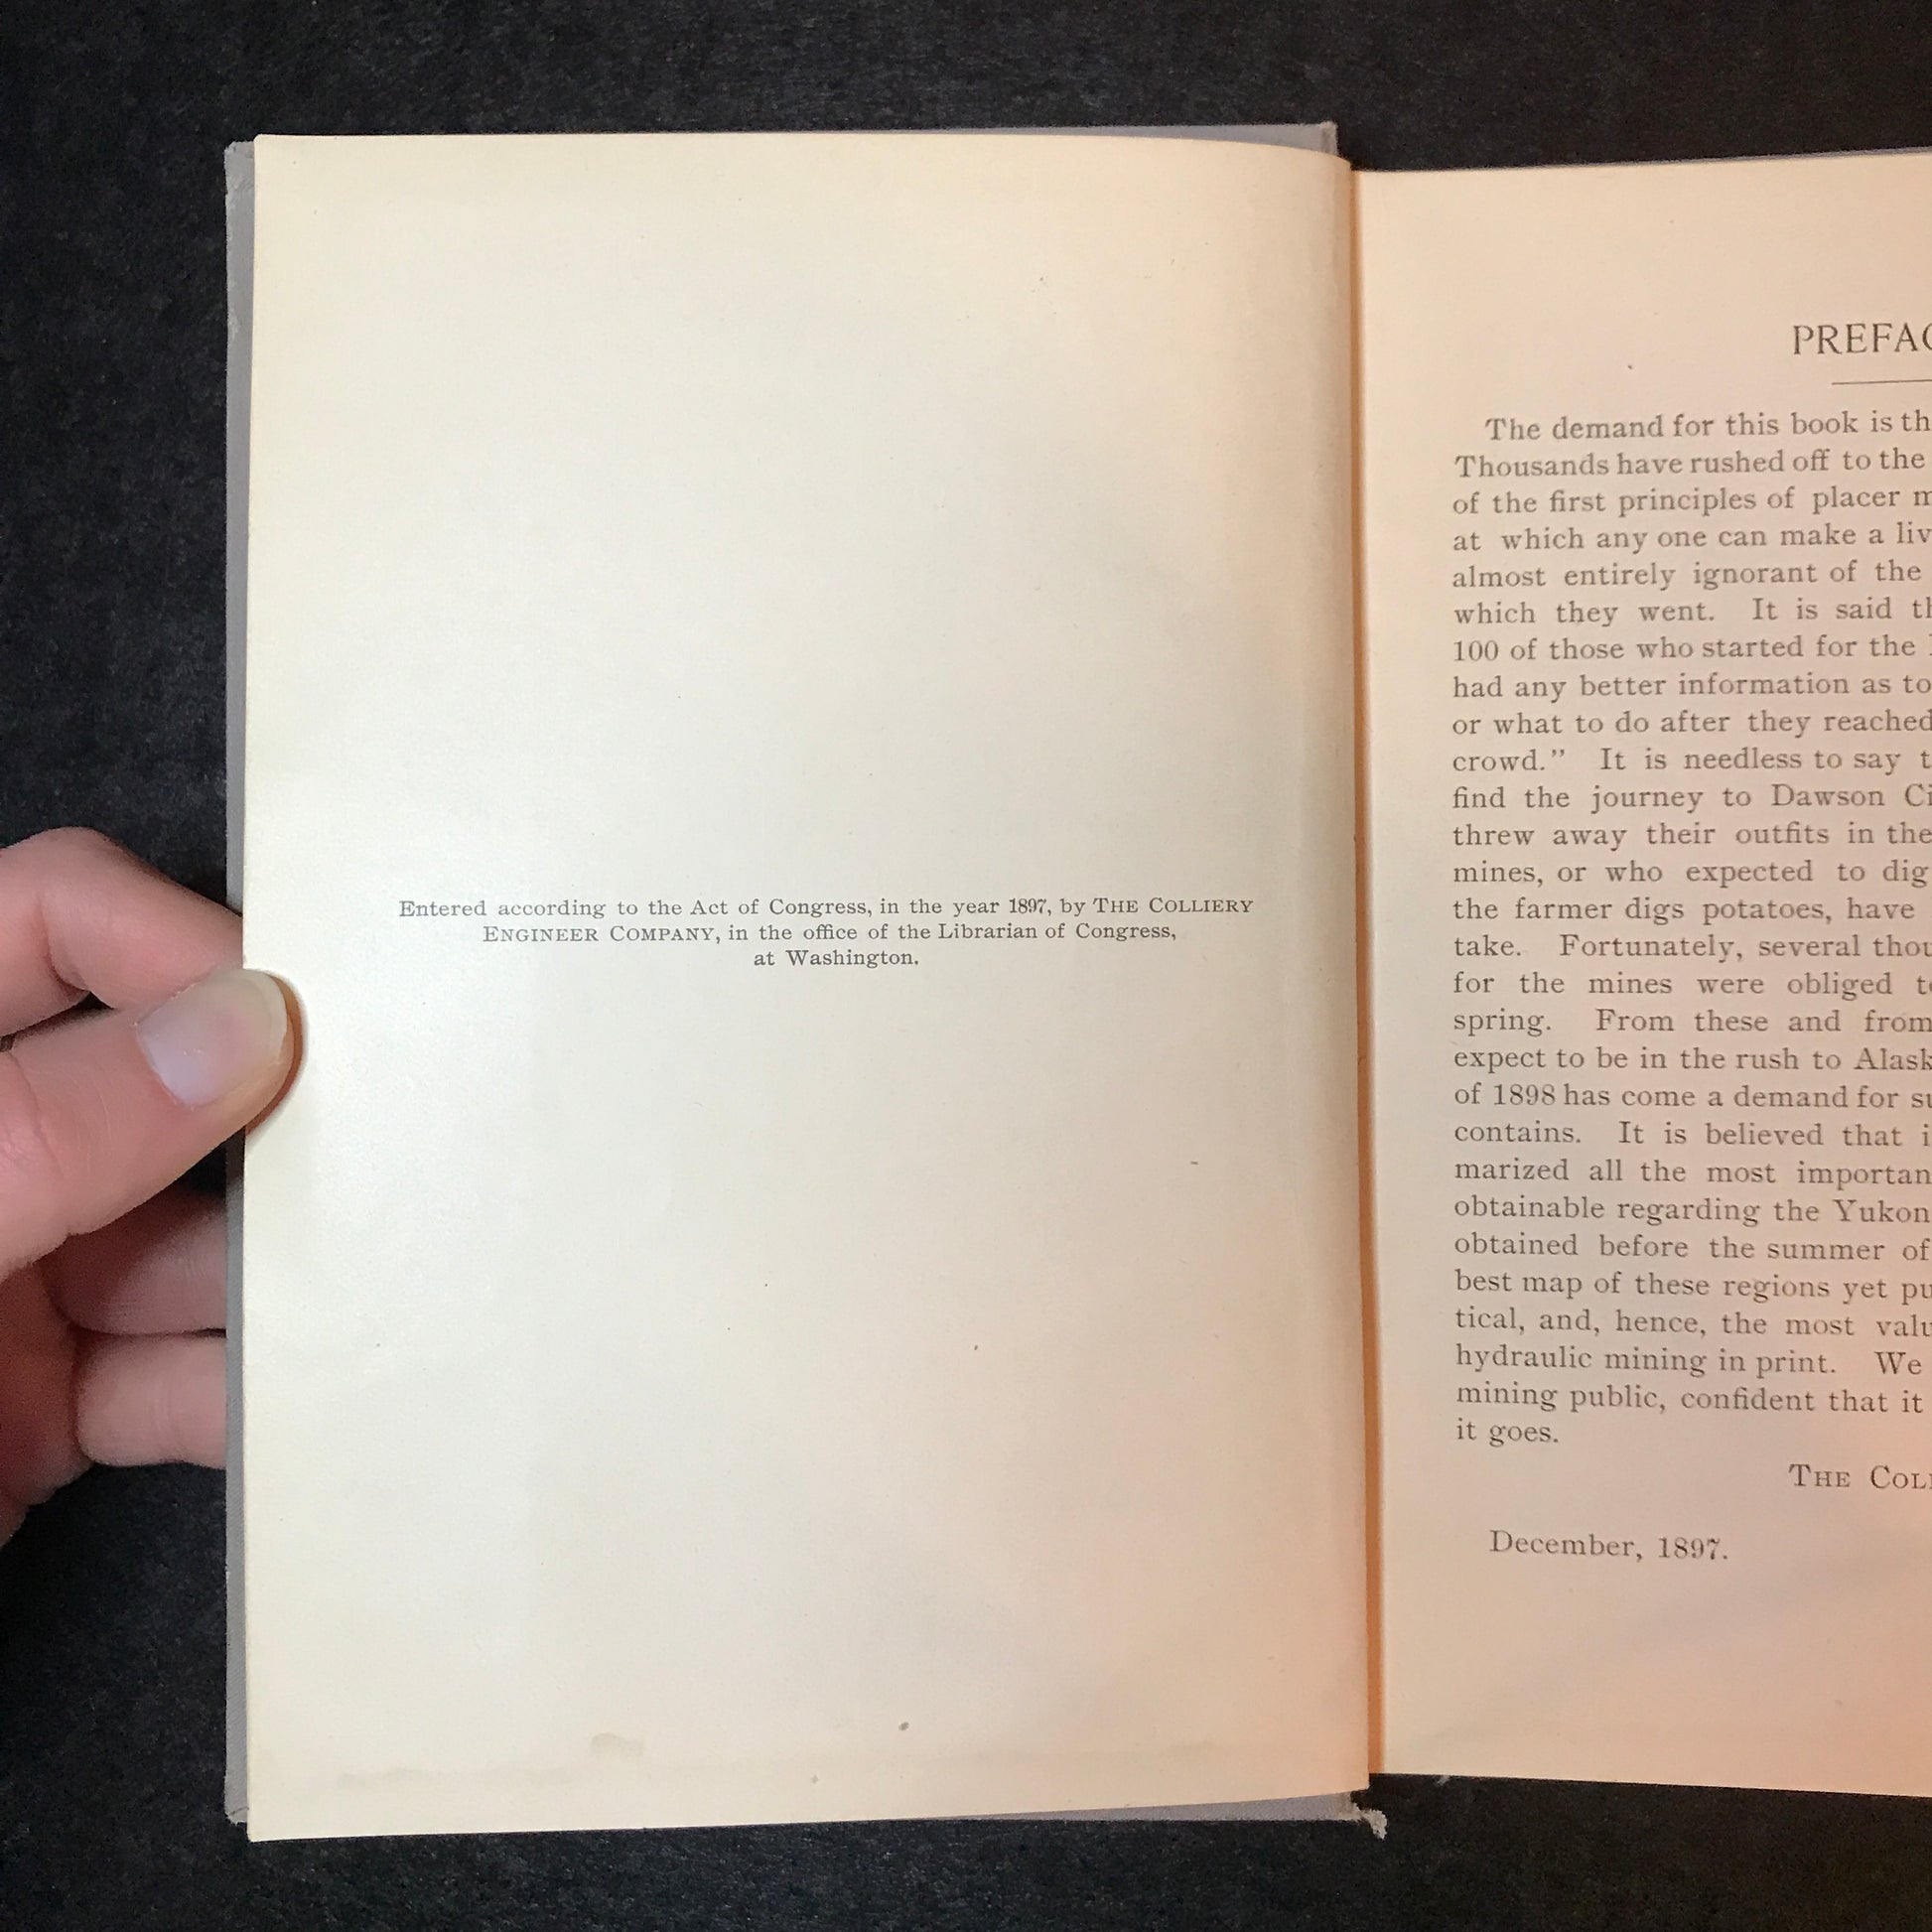 Entered according to the Act of Congress, in the year 1897, by THE COLLIERY
ENGINEER COMPANY, in the office of the Librarian of Congress,
at Washington.
The demand for this book is
Thousands have rushed off to the
of the first principles of placer
at which any one can make a
almost entirely ignorant of the
which they went. It is said
100 of those who started for the
had any better information as to
or what to do after they reached
crowd." It is needless to say
find the journey to Dawson
threw away their outfits in the
mines, or who expected to dig
the farmer digs potatoes, have
take. Fortunately, several
for the mines were obliged
spring. From these and from
expect to be in the rush to
of 1898 has come a demand for
contains. It is believed that
marized all the most
obtainable regarding the Yukon
obtained before the summer of
best map of these regions yet
tical, and, hence, the most
hydraulic mining in print. We
mining public, confident that it
it goes.
THE
December, 1897.